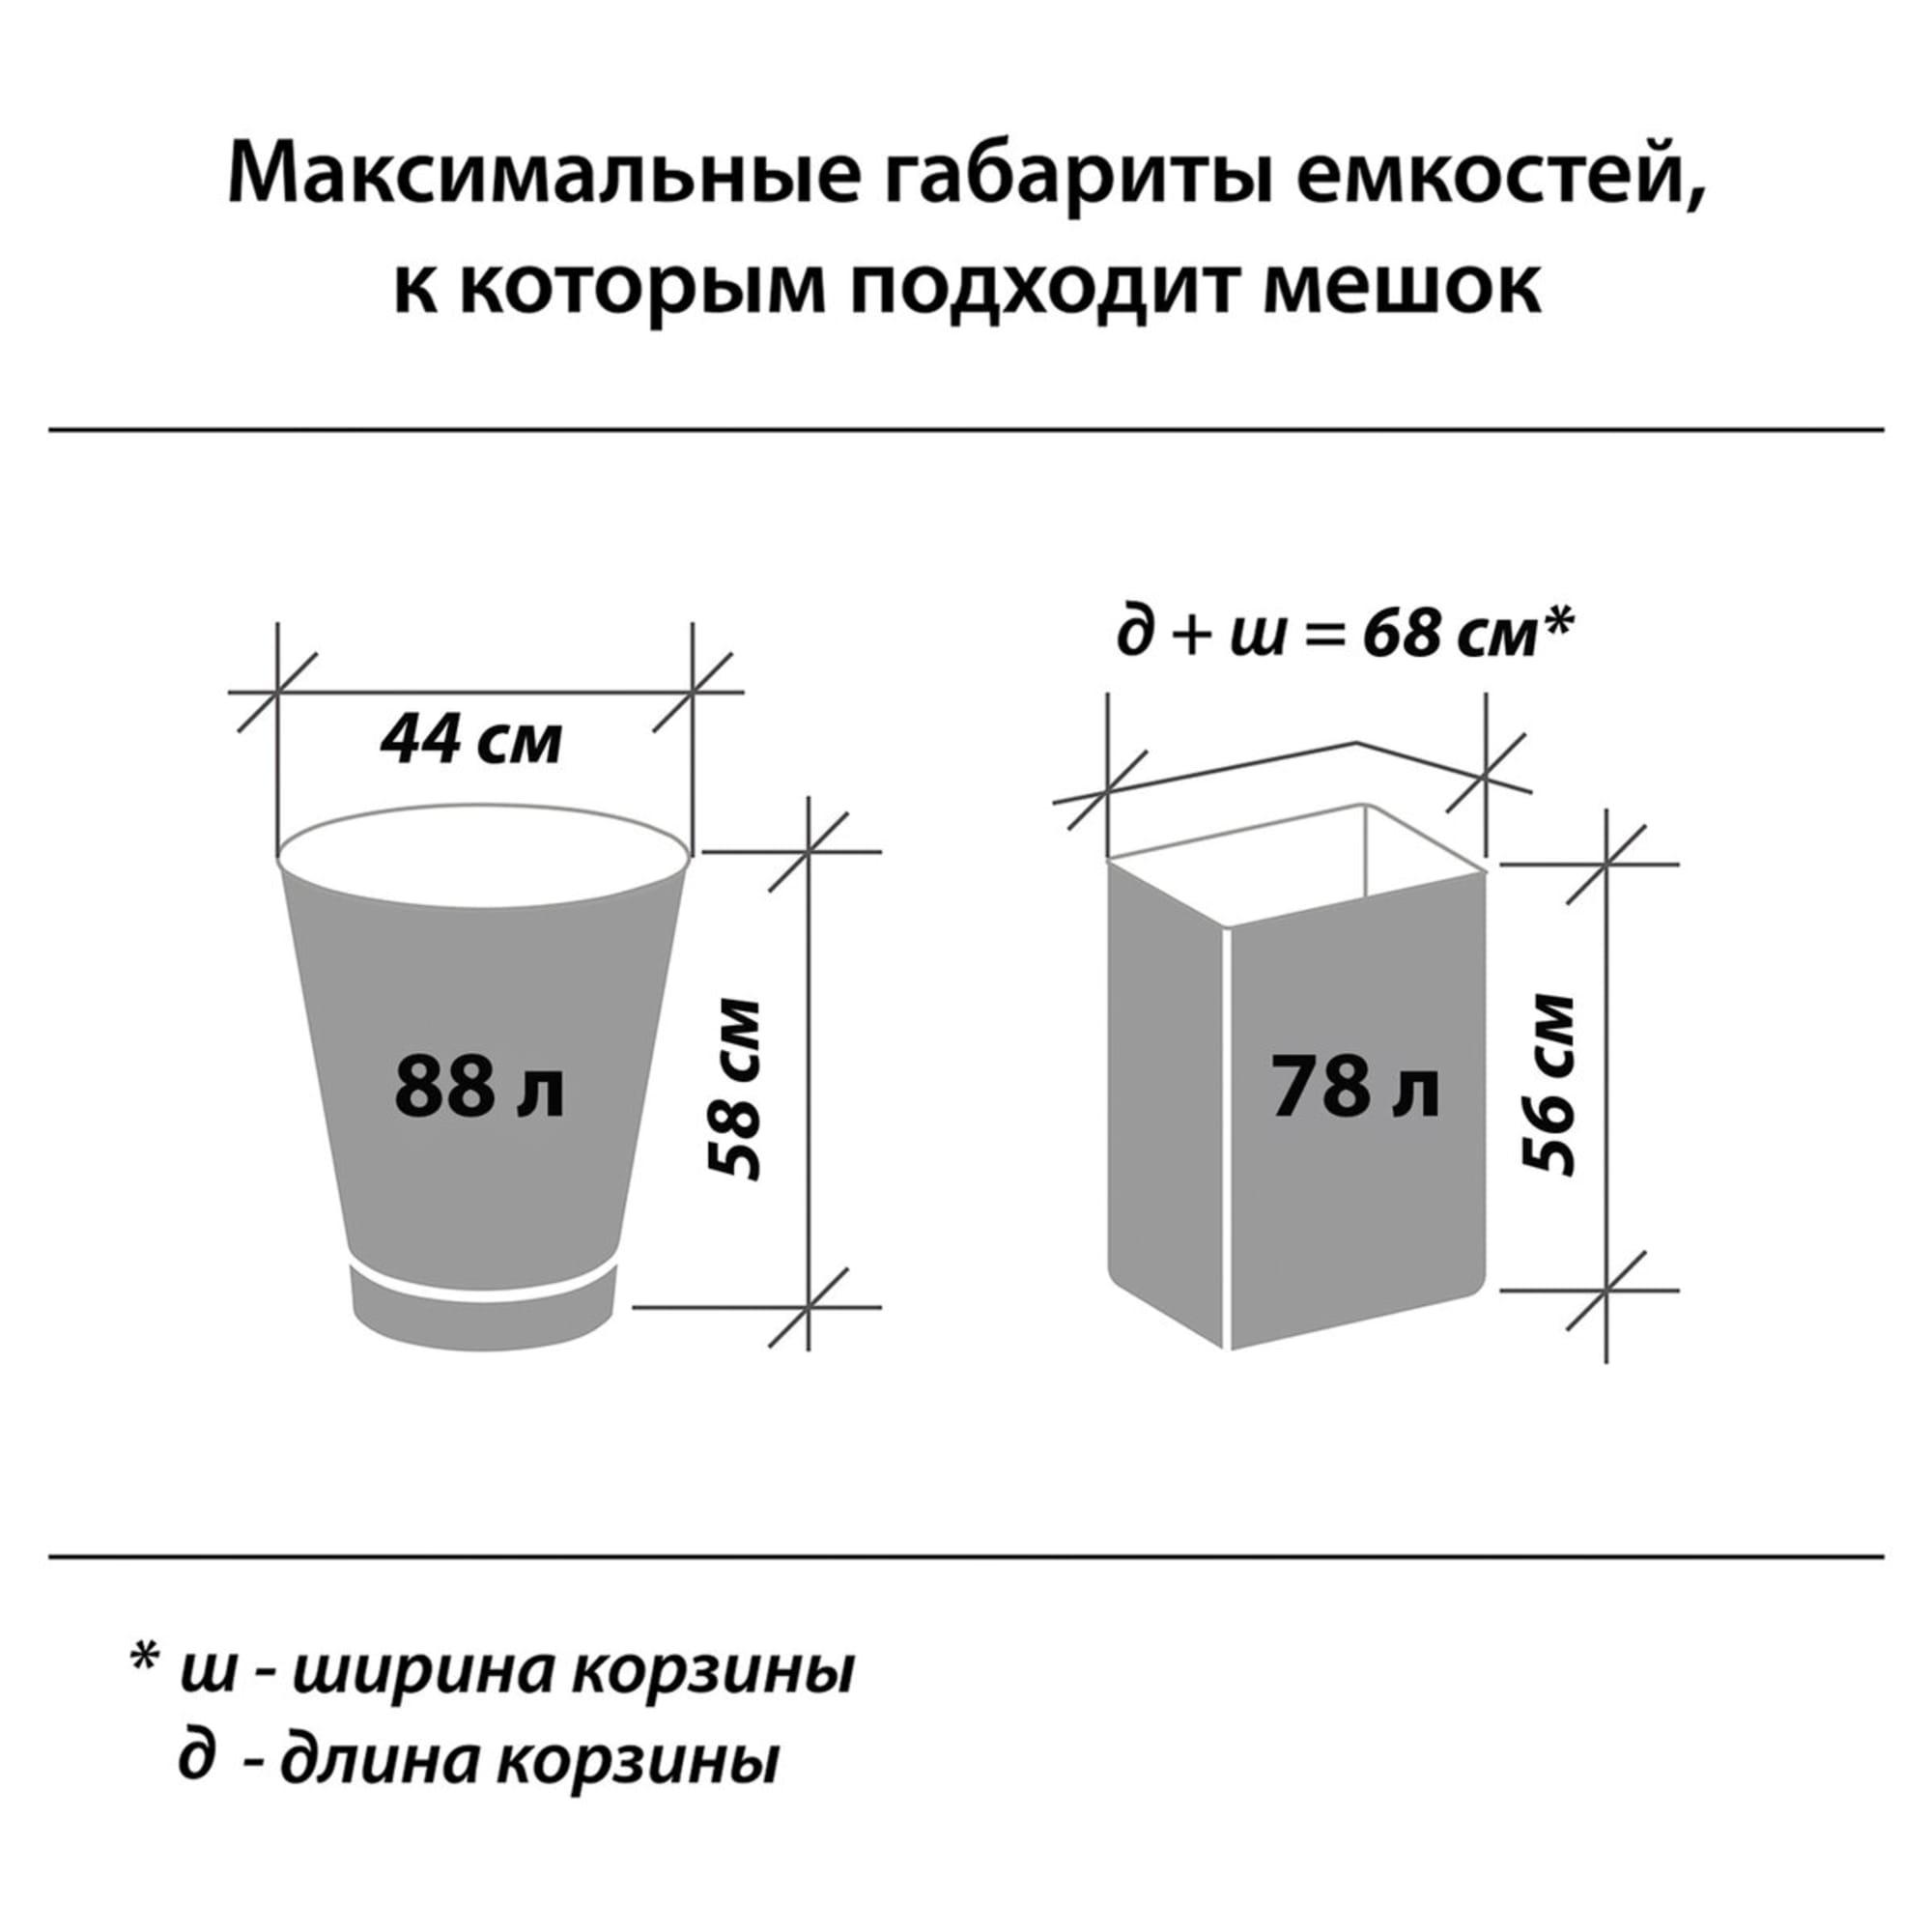 Максимальные габариты емкостей,
к которым подходит мешок
д + ш = 68 см*
44 см
88 л
58 см
78 л
56 см
* ш - ширина корзины
д - длина корзины